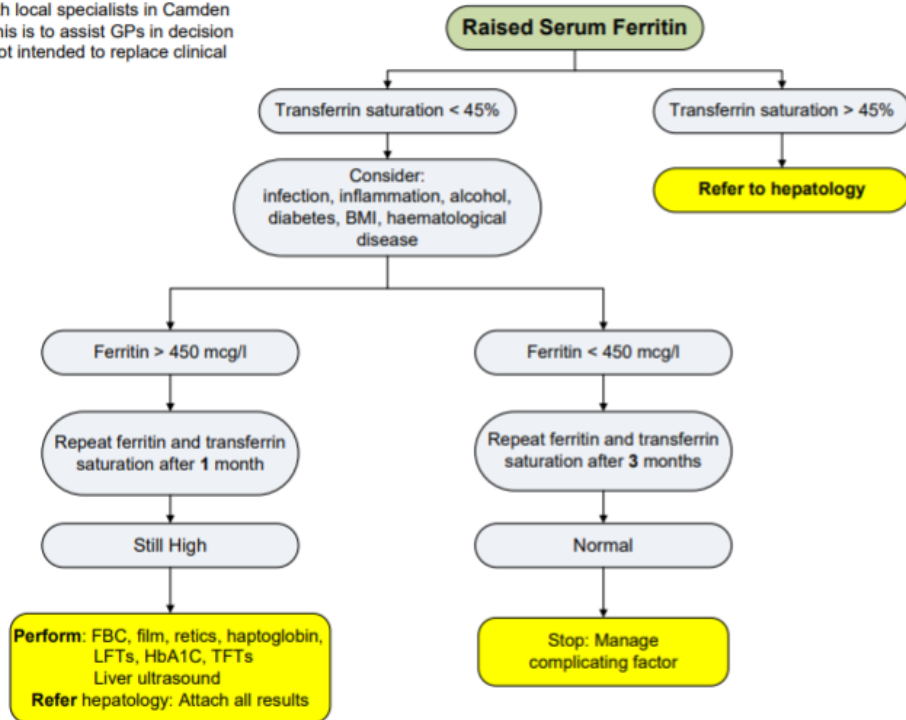 h local specialists in Camden
his is to assist GPs in decision
ot intended to replace clinical
Raised Serum Ferritin
Transferrin saturation < 45%
Transferrin saturation > 45%
Consider:
infection, inflammation, alcohol,
diabetes, BMI, haematological
disease
Refer to hepatology
Ferritin > 450 mcg/l
Ferritin < 450 mcg/l
Repeat ferritin and transferrin
saturation after 1 month
Repeat ferritin and transferrin
saturation after 3 months
Still High
Normal
Perform: FBC, film, retics, haptoglobin,
LFTs, HbA1C, TFTs
Liver ultrasound
Refer hepatology: Attach all results
Stop: Manage
complicating factor